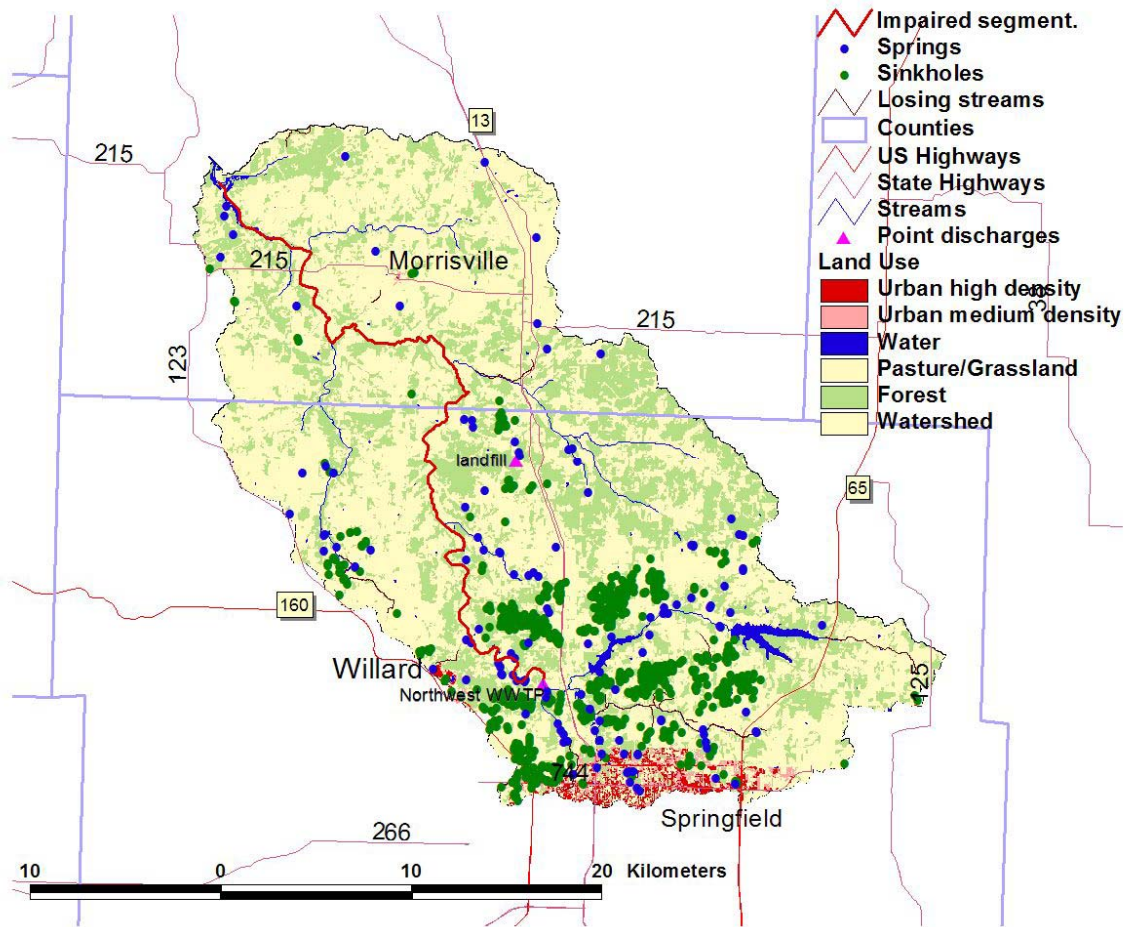 Impaired segment.
Springs
Sinkholes
Losing streams
Counties
US Highways
State Highways
Streams
Point discharges
Land Use
Urban high density
Urban medium density
Water
Pasture/Grassland
Forest
Watershed
13
215
215
Morrisville
215
38
123
landfill
65
160
Willard
Northwest WWTP
125
744
Springfield
266
10 0 10 20 Kilometers